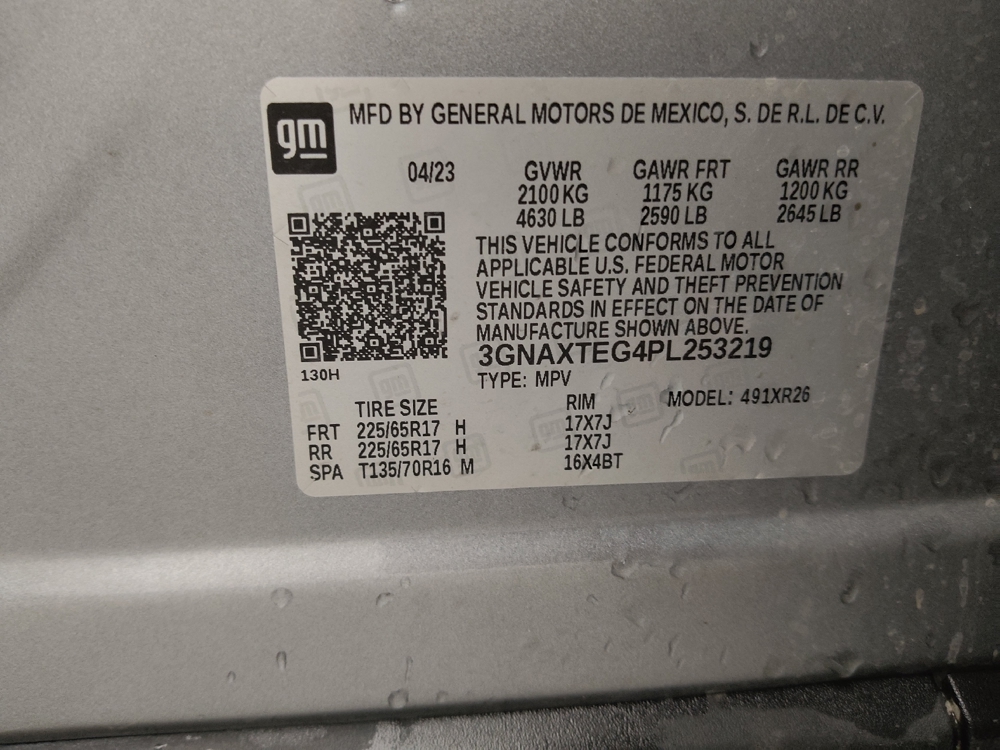 gm
MFD BY GENERAL MOTORS DE MEXICO, S. DE R.L. DE C.V.
04/23 GVWR GAWR FRT GAWR RR
2100 KG 1175 KG 1200 KG
4630 LB 2590 LB 2645 LB
THIS VEHICLE CONFORMS TO ALL
APPLICABLE U.S. FEDERAL MOTOR
VEHICLE SAFETY AND THEFT PREVENTION
STANDARDS IN EFFECT ON THE DATE OF
MANUFACTURE SHOWN ABOVE.
3GNAXTEG4PL253219
130H
TYPE: MPV
MODEL: 491XR26
TIRE SIZE RIM
FRT 225/65R17 H 17X7J
RR 225/65R17 H 17X7J
SPA T135/70R16 M 16X4BT